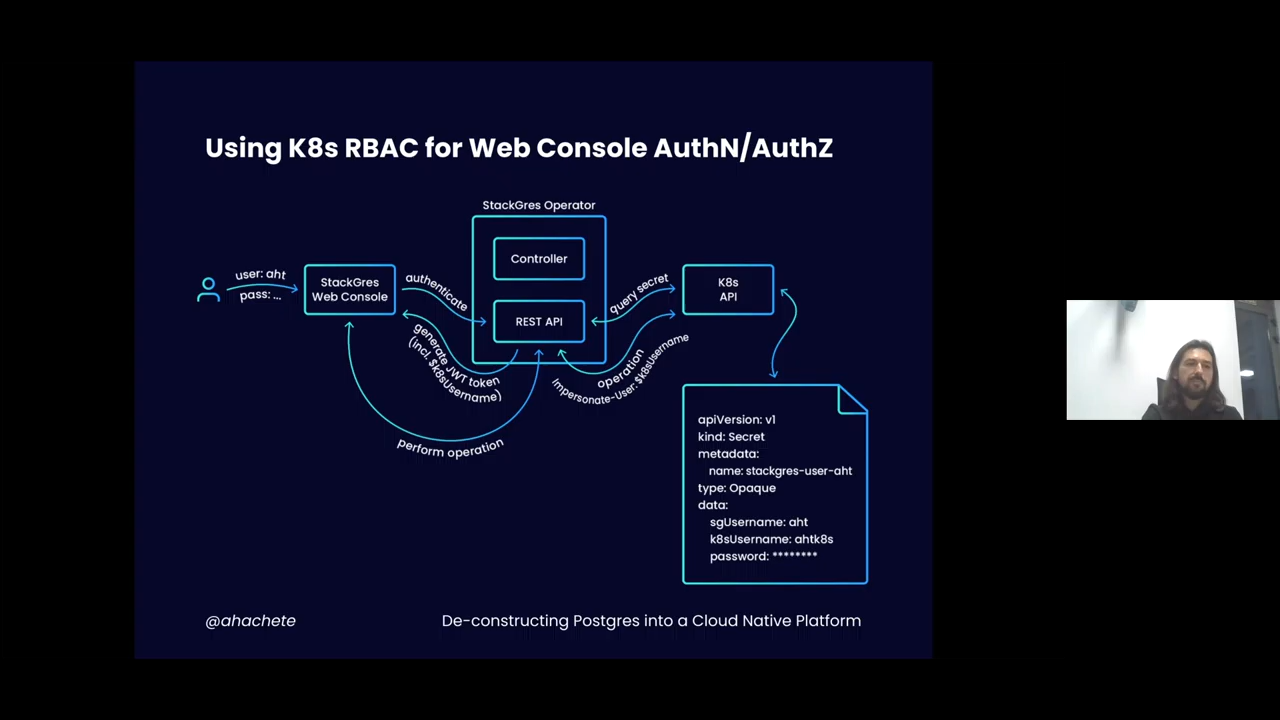 Using K8s RBAC for Web Console AuthN/AuthZ
StackGres Operator
Controller
REST API
user: aht
pass: ...
StackGres
Web Console
authenticate
generate JWT token
(incl. $k8sUsername)
perform operation
query secret
operation
Impersonate-User: $k8sUsername
K8s
API
apiVersion: v1
kind: Secret
metadata:
name: stackgres-user-aht
type: Opaque
data:
sgUsername: aht
k8sUsername: ahtk8s
password: ********
@ahachete
De-constructing Postgres into a Cloud Native Platform